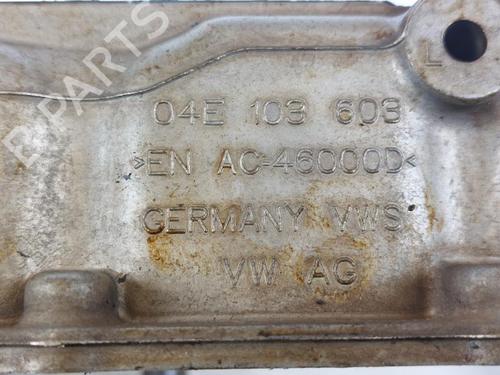 L
04E 103 603
>EN AC-46000D<
GERMANY VWS
VW AG